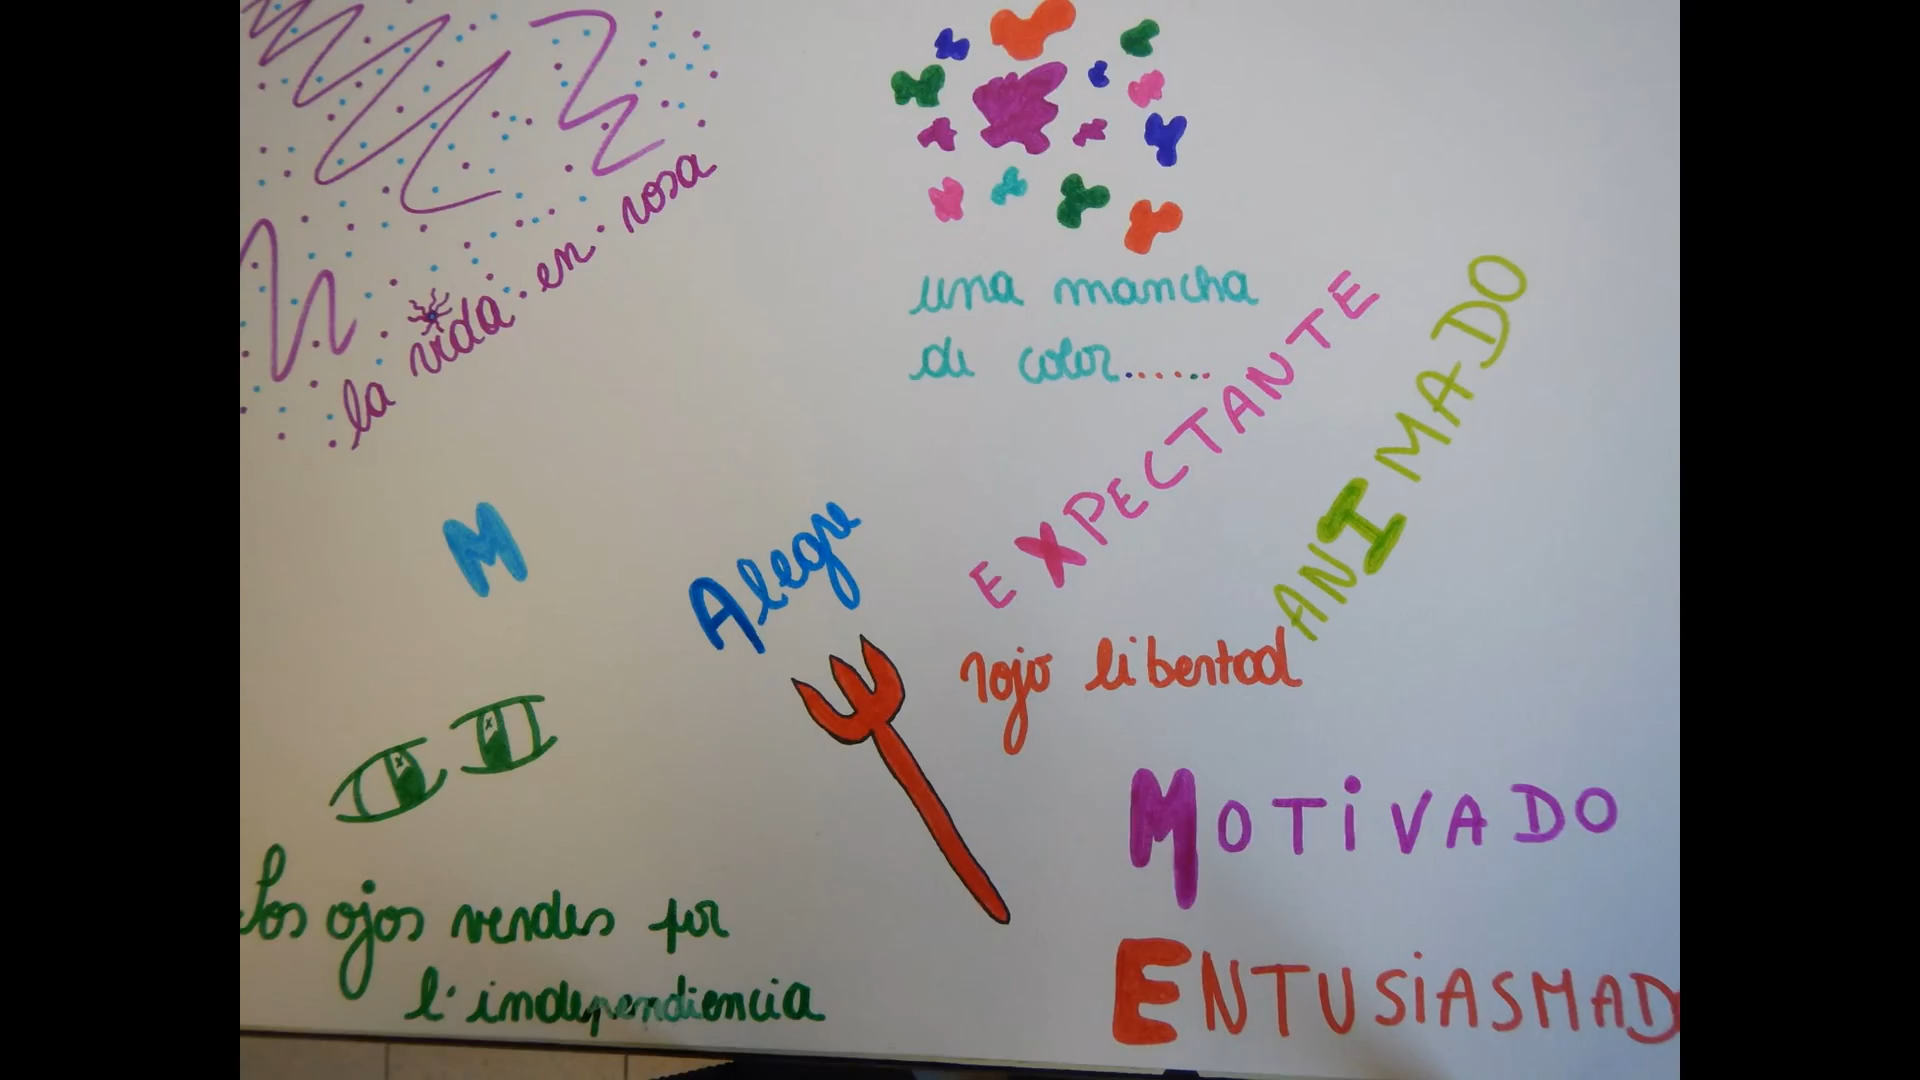 la vida en rosa
una mancha
de color......
EXPECTANTE
ANIMADO
M
Alegre
rojo libertad
MOTIVADO
Los ojos verdes por
l'independiencia
ENTUSIASMAD